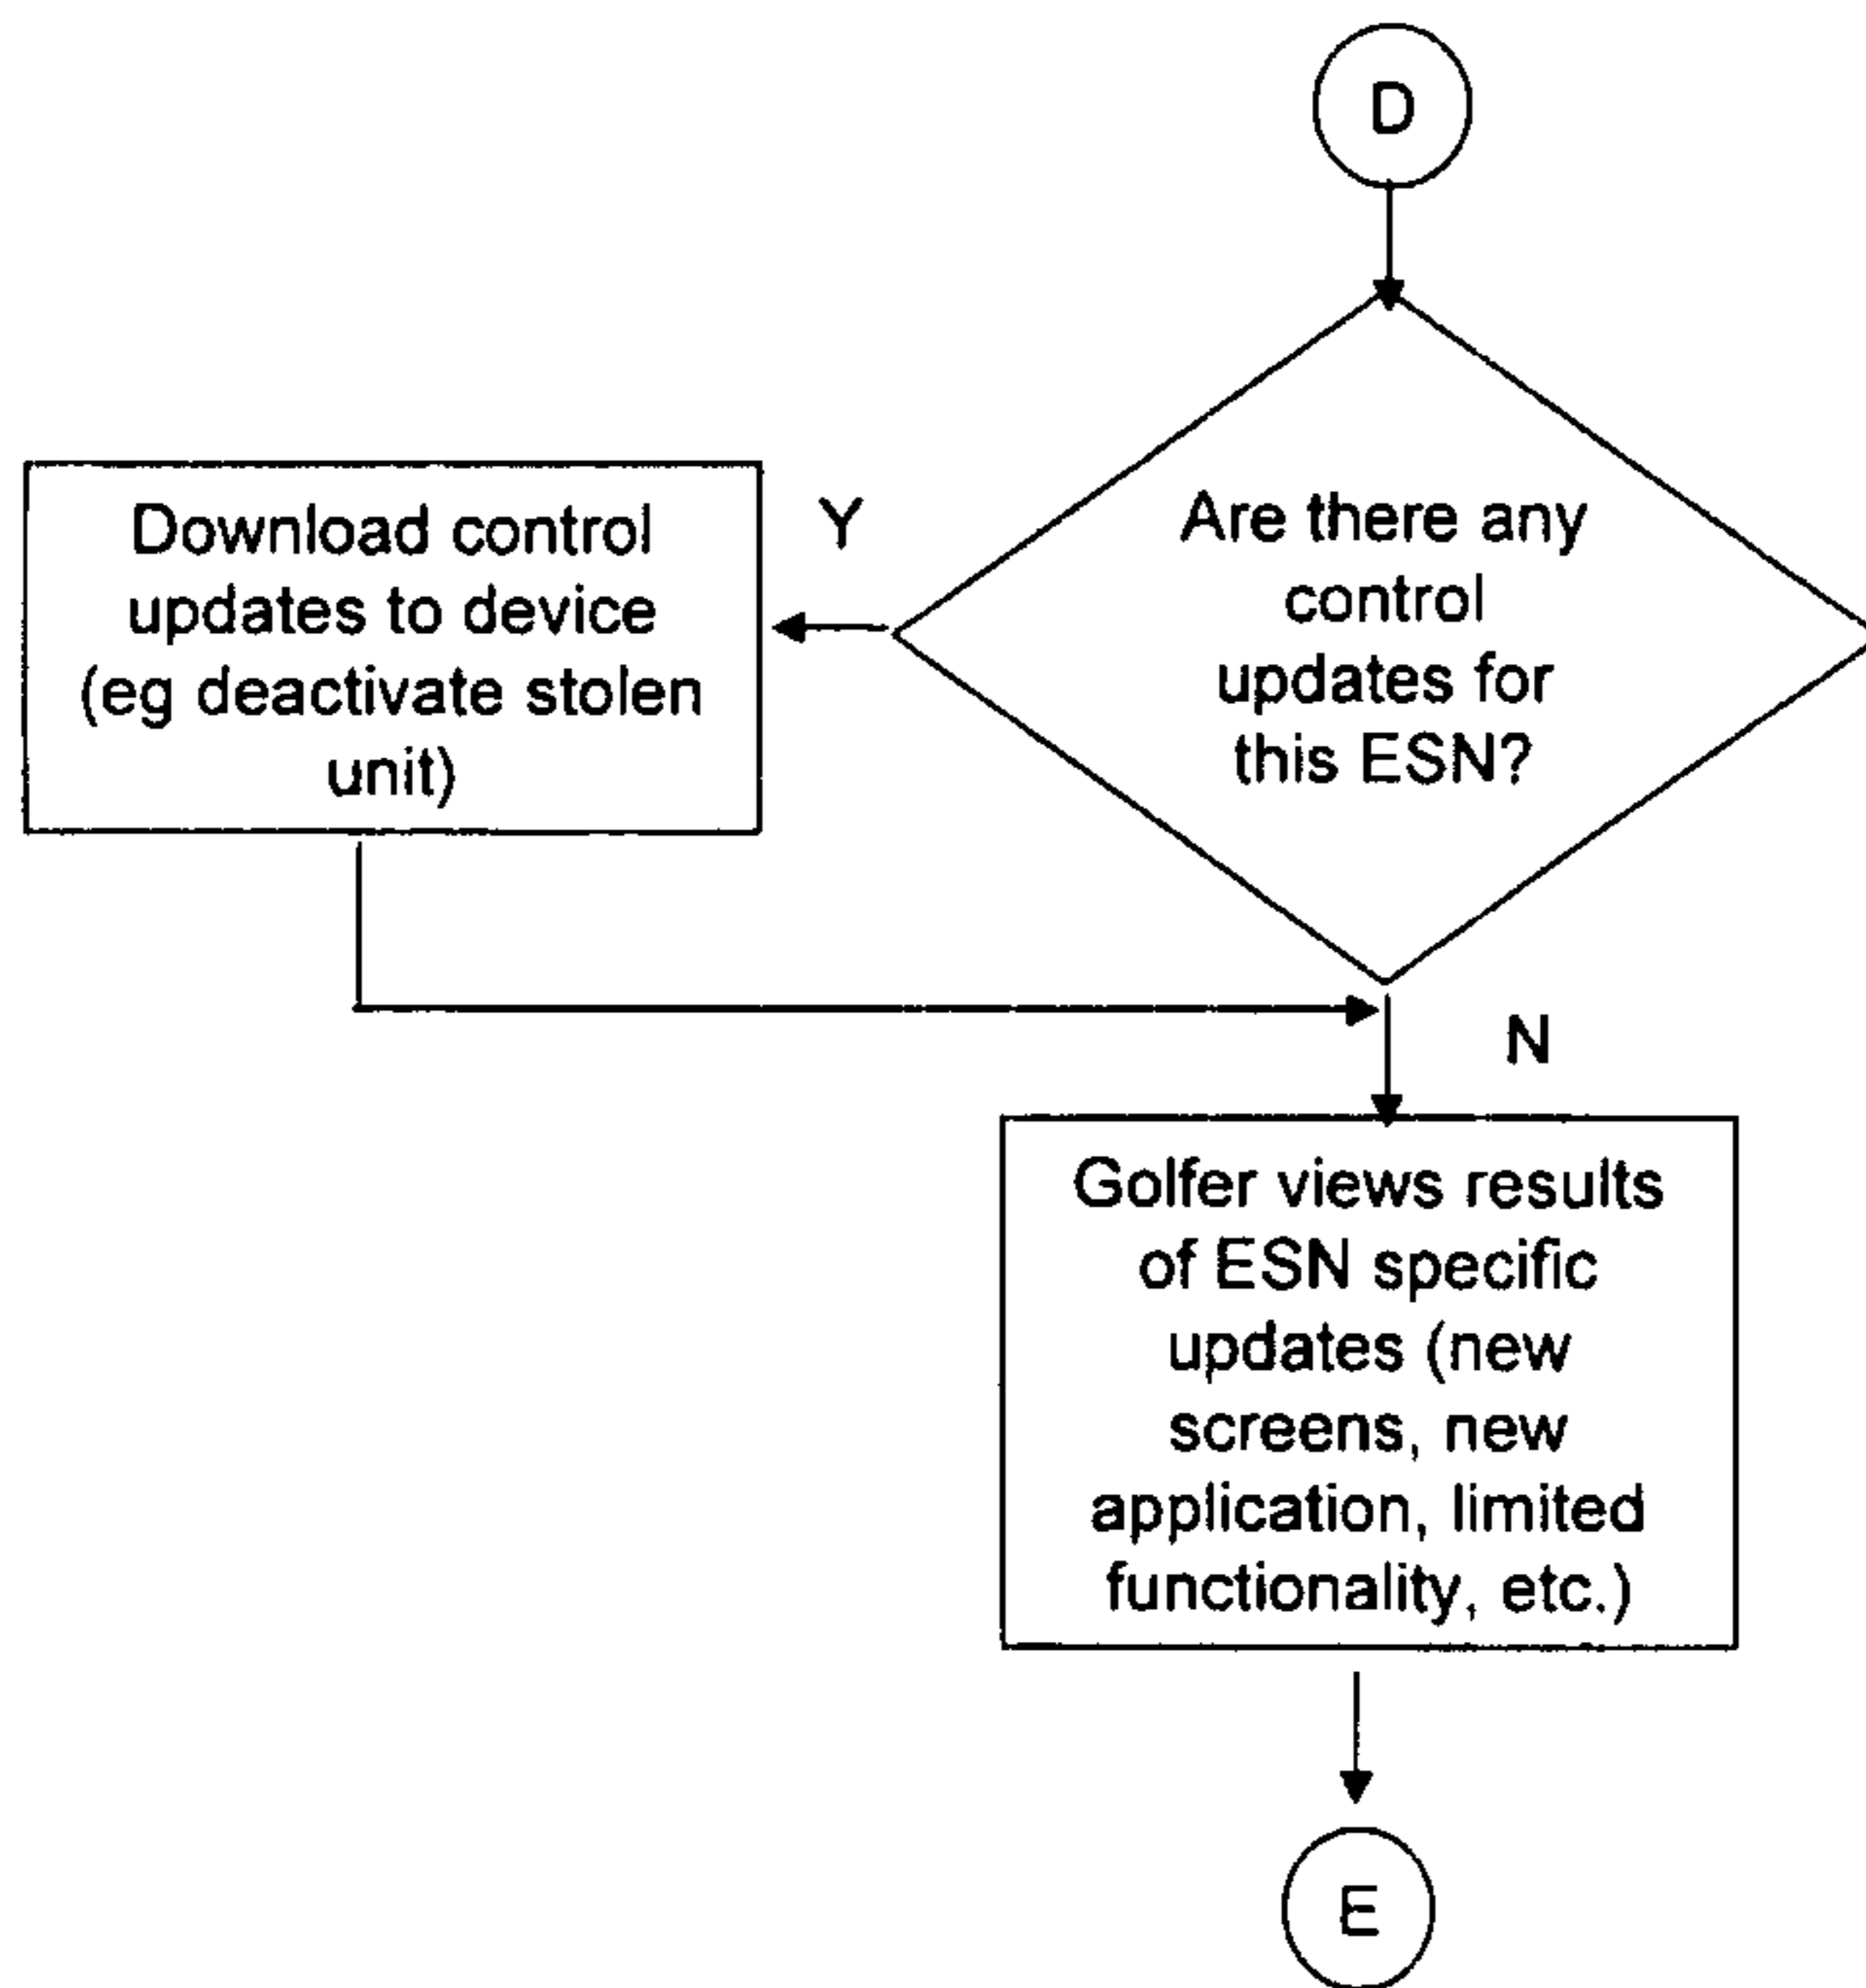 D
Are there any
control
updates for
this ESN?
Y
Download control
updates to device
(eg deactivate stolen
unit)
N
Golfer views results
of ESN specific
updates (new
screens, new
application, limited
functionality, etc.)
E